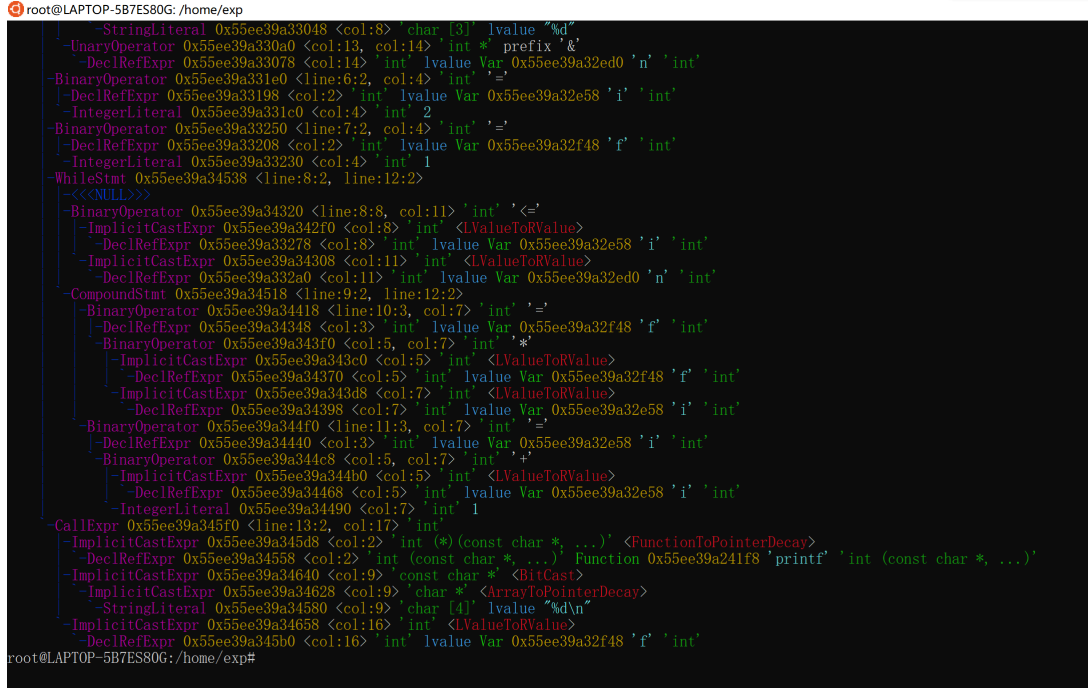 root@LAPTOP-5B7ES80G: /home/exp
| | `-StringLiteral 0x55ee39a33048 <col:8> 'char [3]' lvalue "%d"
| `-UnaryOperator 0x55ee39a330a0 <col:13, col:14> 'int *' prefix '&'
|   `-DeclRefExpr 0x55ee39a33078 <col:14> 'int' lvalue Var 0x55ee39a32ed0 'n' 'int'
|-BinaryOperator 0x55ee39a331e0 <line:6:2, col:4> 'int' '='
| |-DeclRefExpr 0x55ee39a33198 <col:2> 'int' lvalue Var 0x55ee39a32e58 'i' 'int'
| `-IntegerLiteral 0x55ee39a331c0 <col:4> 'int' 2
|-BinaryOperator 0x55ee39a33250 <line:7:2, col:4> 'int' '='
| |-DeclRefExpr 0x55ee39a33208 <col:2> 'int' lvalue Var 0x55ee39a32f48 'f' 'int'
| `-IntegerLiteral 0x55ee39a33230 <col:4> 'int' 1
|-WhileStmt 0x55ee39a34538 <line:8:2, line:12:2>
| |-<<<NULL>>>
| |-BinaryOperator 0x55ee39a34320 <line:8:8, col:11> 'int' '<='
| | |-ImplicitCastExpr 0x55ee39a342f0 <col:8> 'int' <LValueToRValue>
| | | `-DeclRefExpr 0x55ee39a33278 <col:8> 'int' lvalue Var 0x55ee39a32e58 'i' 'int'
| | `-ImplicitCastExpr 0x55ee39a34308 <col:11> 'int' <LValueToRValue>
| |   `-DeclRefExpr 0x55ee39a332a0 <col:11> 'int' lvalue Var 0x55ee39a32ed0 'n' 'int'
| `-CompoundStmt 0x55ee39a34518 <line:9:2, line:12:2>
|   |-BinaryOperator 0x55ee39a34418 <line:10:3, col:7> 'int' '='
|   | |-DeclRefExpr 0x55ee39a34348 <col:3> 'int' lvalue Var 0x55ee39a32f48 'f' 'int'
|   | `-BinaryOperator 0x55ee39a343f0 <col:5, col:7> 'int' '*'
|   |   |-ImplicitCastExpr 0x55ee39a343c0 <col:5> 'int' <LValueToRValue>
|   |   | `-DeclRefExpr 0x55ee39a34370 <col:5> 'int' lvalue Var 0x55ee39a32f48 'f' 'int'
|   |   `-ImplicitCastExpr 0x55ee39a343d8 <col:7> 'int' <LValueToRValue>
|   |     `-DeclRefExpr 0x55ee39a34398 <col:7> 'int' lvalue Var 0x55ee39a32e58 'i' 'int'
|   `-BinaryOperator 0x55ee39a344f0 <line:11:3, col:7> 'int' '='
|     |-DeclRefExpr 0x55ee39a34440 <col:3> 'int' lvalue Var 0x55ee39a32e58 'i' 'int'
|     `-BinaryOperator 0x55ee39a344c8 <col:5, col:7> 'int' '+'
|       |-ImplicitCastExpr 0x55ee39a344b0 <col:5> 'int' <LValueToRValue>
|       | `-DeclRefExpr 0x55ee39a34468 <col:5> 'int' lvalue Var 0x55ee39a32e58 'i' 'int'
|       `-IntegerLiteral 0x55ee39a34490 <col:7> 'int' 1
`-CallExpr 0x55ee39a345f0 <line:13:2, col:17> 'int'
  |-ImplicitCastExpr 0x55ee39a345d8 <col:2> 'int (*)(const char *, ...)' <FunctionToPointerDecay>
  | `-DeclRefExpr 0x55ee39a34558 <col:2> 'int (const char *, ...)' Function 0x55ee39a241f8 'printf' 'int (const char *, ...)'
  |-ImplicitCastExpr 0x55ee39a34640 <col:9> 'const char *' <BitCast>
  | `-ImplicitCastExpr 0x55ee39a34628 <col:9> 'char *' <ArrayToPointerDecay>
  |   `-StringLiteral 0x55ee39a34580 <col:9> 'char [4]' lvalue "%d\n"
  `-ImplicitCastExpr 0x55ee39a34658 <col:16> 'int' <LValueToRValue>
    `-DeclRefExpr 0x55ee39a345b0 <col:16> 'int' lvalue Var 0x55ee39a32f48 'f' 'int'
root@LAPTOP-5B7ES80G:/home/exp#